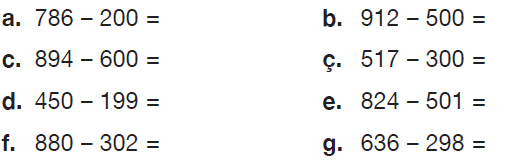 a. 786 – 200 = b. 912 – 500 =
c. 894 – 600 = ç. 517 – 300 =
d. 450 – 199 = e. 824 – 501 =
f. 880 – 302 = g. 636 – 298 =